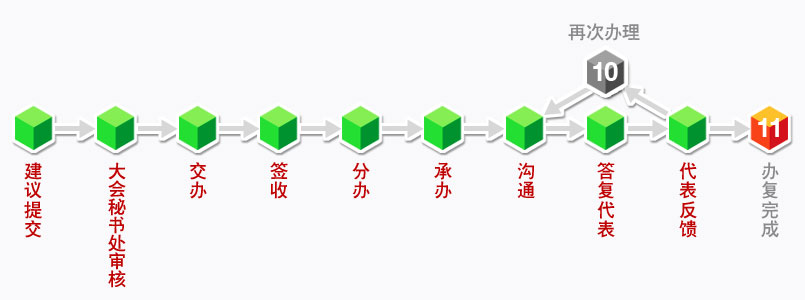 再次办理
10
11
建议提交
大会秘书处审核
交办
签收
分办
承办
沟通
答复代表
代表反馈
办复完成